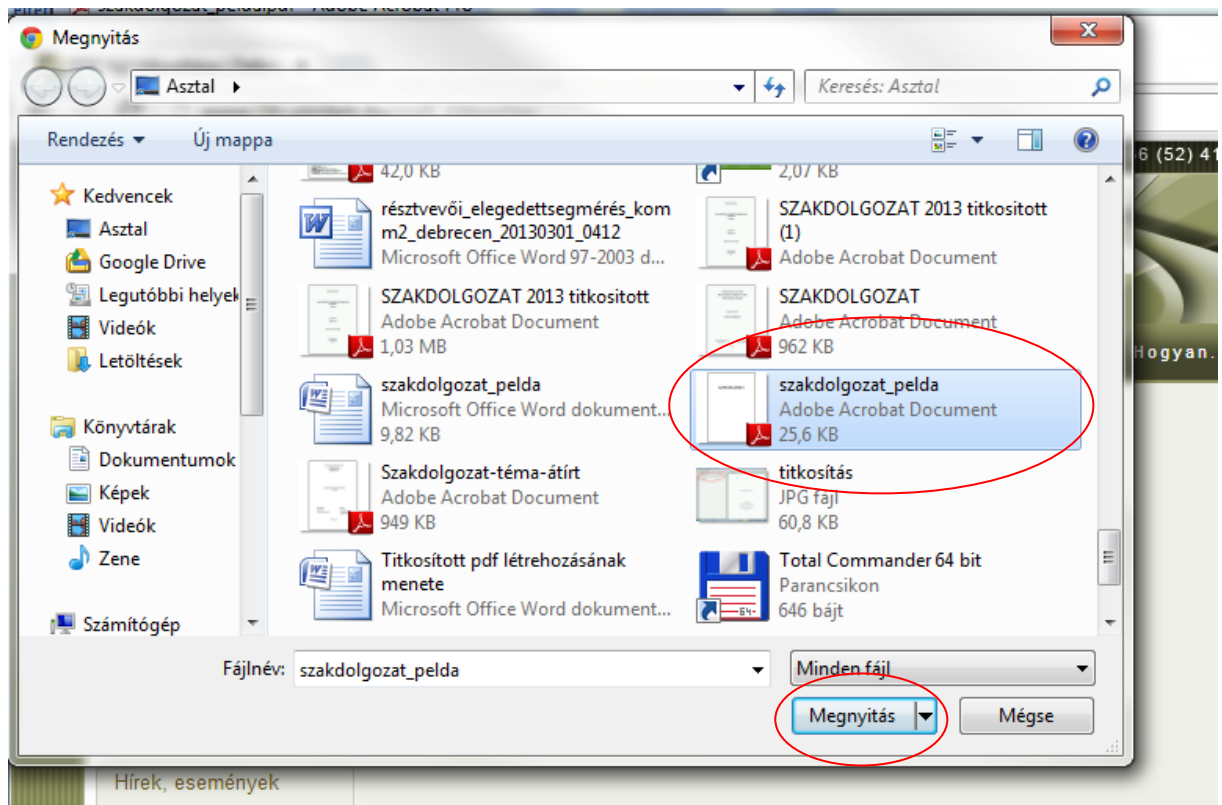 szakdolgozat_pelda.pdf - Adobe Acrobat Pro
Megnyitás
Asztal
Keresés: Asztal
Rendezés
Új mappa
6 (52) 41
Hogyan.
Kedvencek
Asztal
Google Drive
Legutóbbi helyek
Videók
Letöltések
Könyvtárak
Dokumentumok
Képek
Videók
Zene
Számítógép
42,0 KB
2,07 KB
résztvevői_elegedettsegmérés_kom
m2_debrecen_20130301_0412
Microsoft Office Word 97-2003 d...
SZAKDOLGOZAT 2013 titkositott
(1)
Adobe Acrobat Document
SZAKDOLGOZAT 2013 titkositott
Adobe Acrobat Document
1,03 MB
SZAKDOLGOZAT
Adobe Acrobat Document
962 KB
szakdolgozat_pelda
Microsoft Office Word dokument...
9,82 KB
szakdolgozat_pelda
Adobe Acrobat Document
25,6 KB
Szakdolgozat-téma-átírt
Adobe Acrobat Document
949 KB
titkosítás
JPG fájl
60,8 KB
Titkosított pdf létrehozásának
menete
Microsoft Office Word dokument...
Total Commander 64 bit
Parancsikon
646 bájt
64
Fájlnév:
szakdolgozat_pelda
Minden fájl
Megnyitás
Mégse
Hírek, események